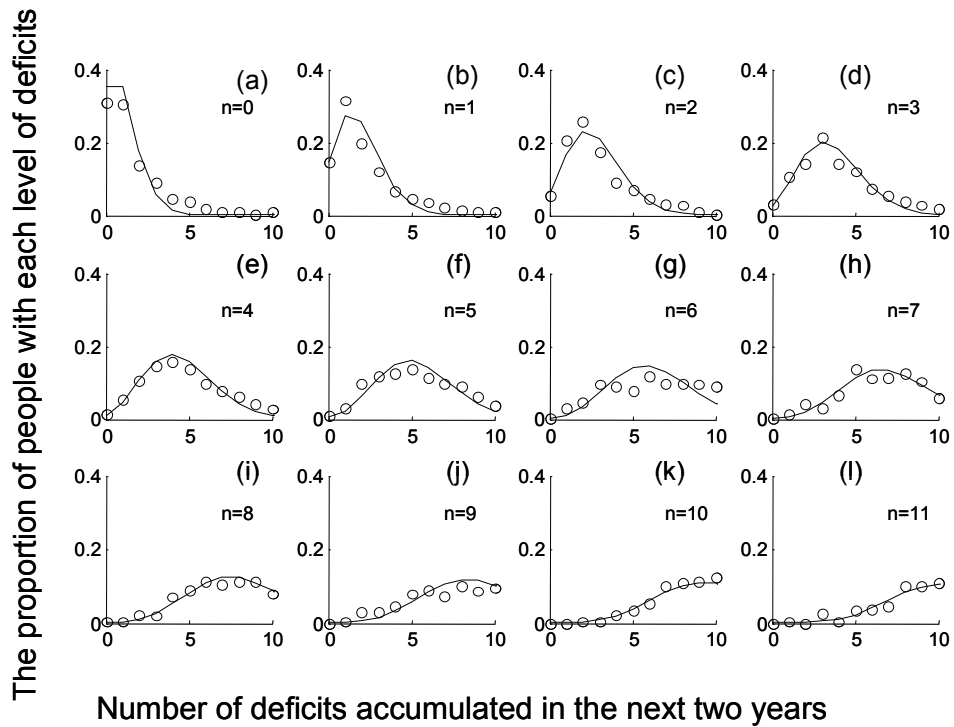 The proportion of people with each level of deficits
(a)
n=0
0.4
0.2
0
0 5 10
(b)
n=1
0.4
0.2
0
0 5 10
(c)
n=2
0.4
0.2
0
0 5 10
(d)
n=3
0.4
0.2
0
0 5 10
(e)
n=4
0.4
0.2
0
0 5 10
(f)
n=5
0.4
0.2
0
0 5 10
(g)
n=6
0.4
0.2
0
0 5 10
(h)
n=7
0.4
0.2
0
0 5 10
(i)
n=8
0.4
0.2
0
0 5 10
(j)
n=9
0.4
0.2
0
0 5 10
(k)
n=10
0.4
0.2
0
0 5 10
(l)
n=11
0.4
0.2
0
0 5 10
Number of deficits accumulated in the next two years